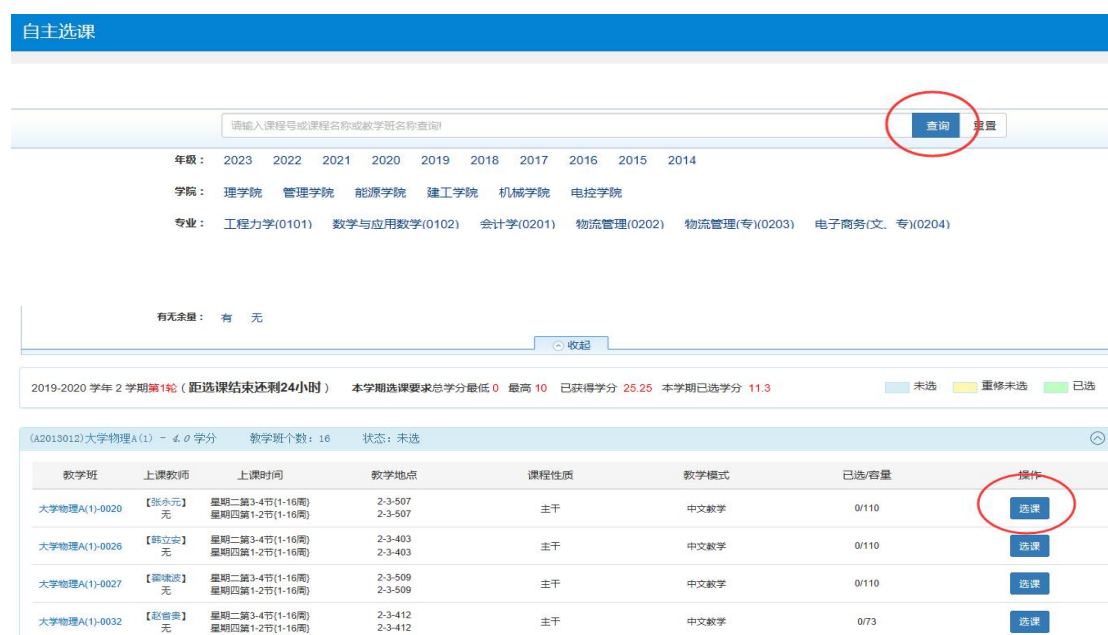 自主选课
请输入课程号或课程名称或教学班名称查询! 查询 重置
年级： 2023 2022 2021 2020 2019 2018 2017 2016 2015 2014
学院： 理学院 管理学院 能源学院 建工学院 机械学院 电控学院
专业： 工程力学(0101) 数学与应用数学(0102) 会计学(0201) 物流管理(0202) 物流管理(专)(0203) 电子商务(文、专)(0204)
有无余量： 有 无
收起
2019-2020 学年 2 学期第1轮（距选课结束还剩24小时） 本学期选课要求总学分最低 0 最高 10 已获得学分 25.25 本学期已选学分 11.3 未选 重修未选 已选
(A2013012)大学物理A(1) - 4.0 学分 教学班个数: 16 状态: 未选
教学班 上课教师 上课时间 教学地点 课程性质 教学模式 已选/容量 操作
大学物理A(1)-0020 【张永元】 无 星期二第3-4节{1-16周} 2-3-507 主干 中文教学 0/110 选课
星期四第1-2节{1-16周} 2-3-507
大学物理A(1)-0026 【韩立安】 无 星期二第3-4节{1-16周} 2-3-403 主干 中文教学 0/110 选课
星期四第1-2节{1-16周} 2-3-403
大学物理A(1)-0027 无 星期二第3-4节{1-16周} 2-3-509 主干 中文教学 0/110 选课
星期四第1-2节{1-16周} 2-3-509
大学物理A(1)-0032 【赵省贵】 无 星期二第3-4节{1-16周} 2-3-412 主干 中文教学 0/73 选课
星期四第1-2节{1-16周} 2-3-412